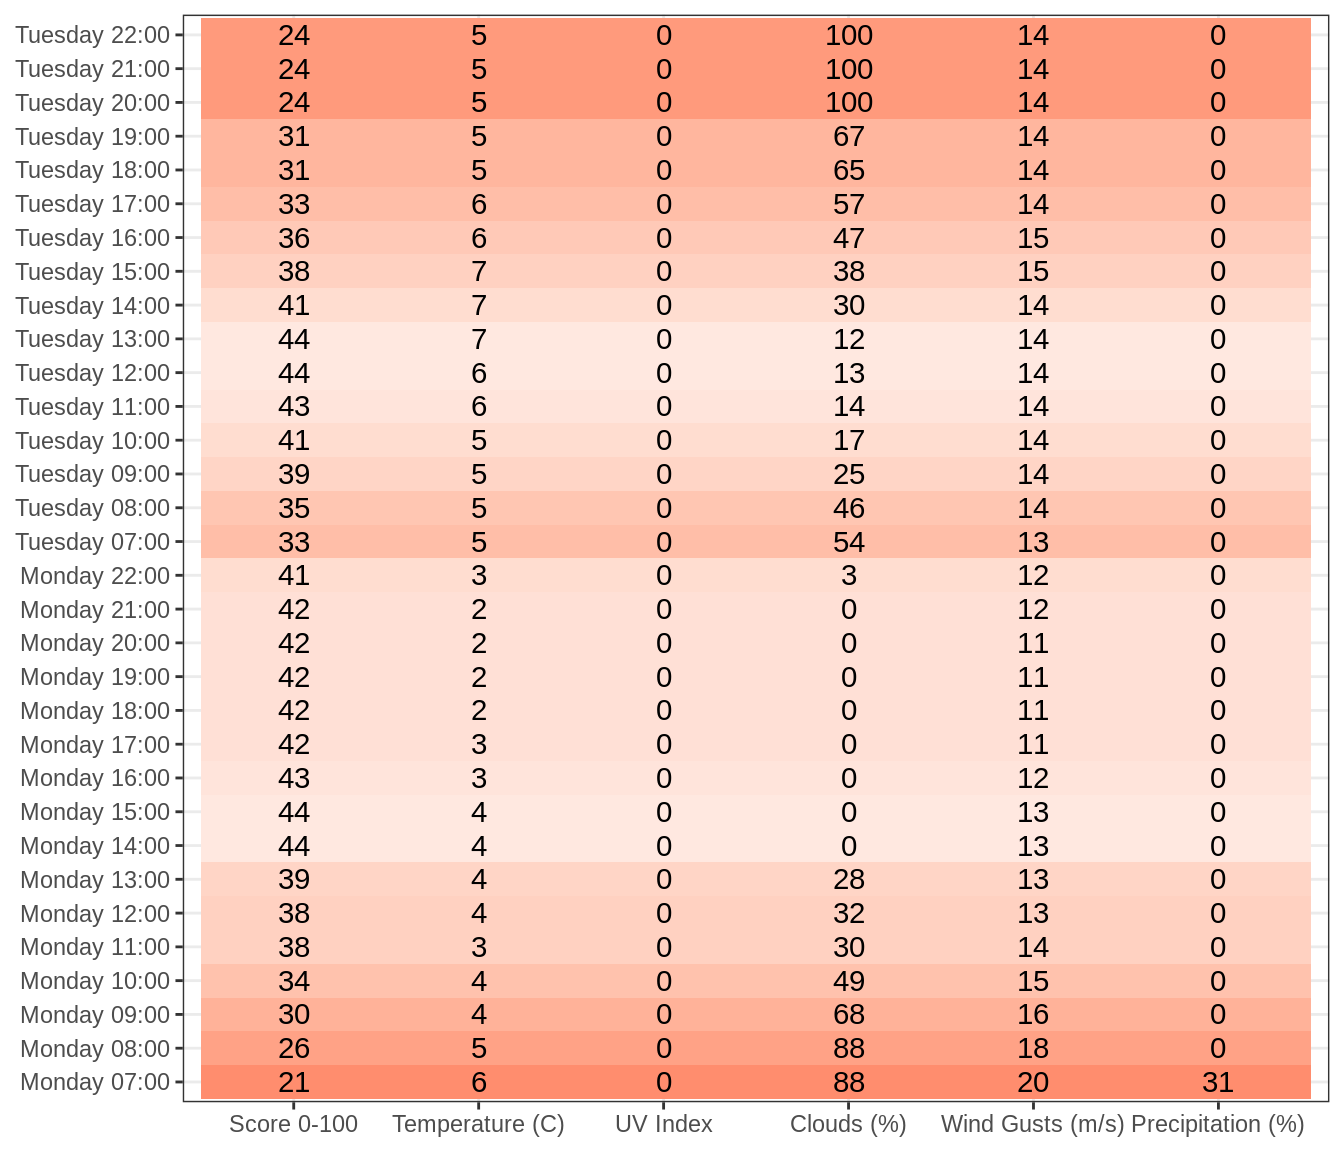 Tuesday 22:00 24 5 0 100 14 0
Tuesday 21:00 24 5 0 100 14 0
Tuesday 20:00 24 5 0 100 14 0
Tuesday 19:00 31 5 0 67 14 0
Tuesday 18:00 31 5 0 65 14 0
Tuesday 17:00 33 6 0 57 14 0
Tuesday 16:00 36 6 0 47 15 0
Tuesday 15:00 38 7 0 38 15 0
Tuesday 14:00 41 7 0 30 14 0
Tuesday 13:00 44 7 0 12 14 0
Tuesday 12:00 44 6 0 13 14 0
Tuesday 11:00 43 6 0 14 14 0
Tuesday 10:00 41 5 0 17 14 0
Tuesday 09:00 39 5 0 25 14 0
Tuesday 08:00 35 5 0 46 14 0
Tuesday 07:00 33 5 0 54 13 0
Monday 22:00 41 3 0 3 12 0
Monday 21:00 42 2 0 0 12 0
Monday 20:00 42 2 0 0 11 0
Monday 19:00 42 2 0 0 11 0
Monday 18:00 42 2 0 0 11 0
Monday 17:00 42 3 0 0 11 0
Monday 16:00 43 3 0 0 12 0
Monday 15:00 44 4 0 0 13 0
Monday 14:00 44 4 0 0 13 0
Monday 13:00 39 4 0 28 13 0
Monday 12:00 38 4 0 32 13 0
Monday 11:00 38 3 0 30 14 0
Monday 10:00 34 4 0 49 15 0
Monday 09:00 30 4 0 68 16 0
Monday 08:00 26 5 0 88 18 0
Monday 07:00 21 6 0 88 20 31
Score 0-100 Temperature (C) UV Index Clouds (%) Wind Gusts (m/s) Precipitation (%)